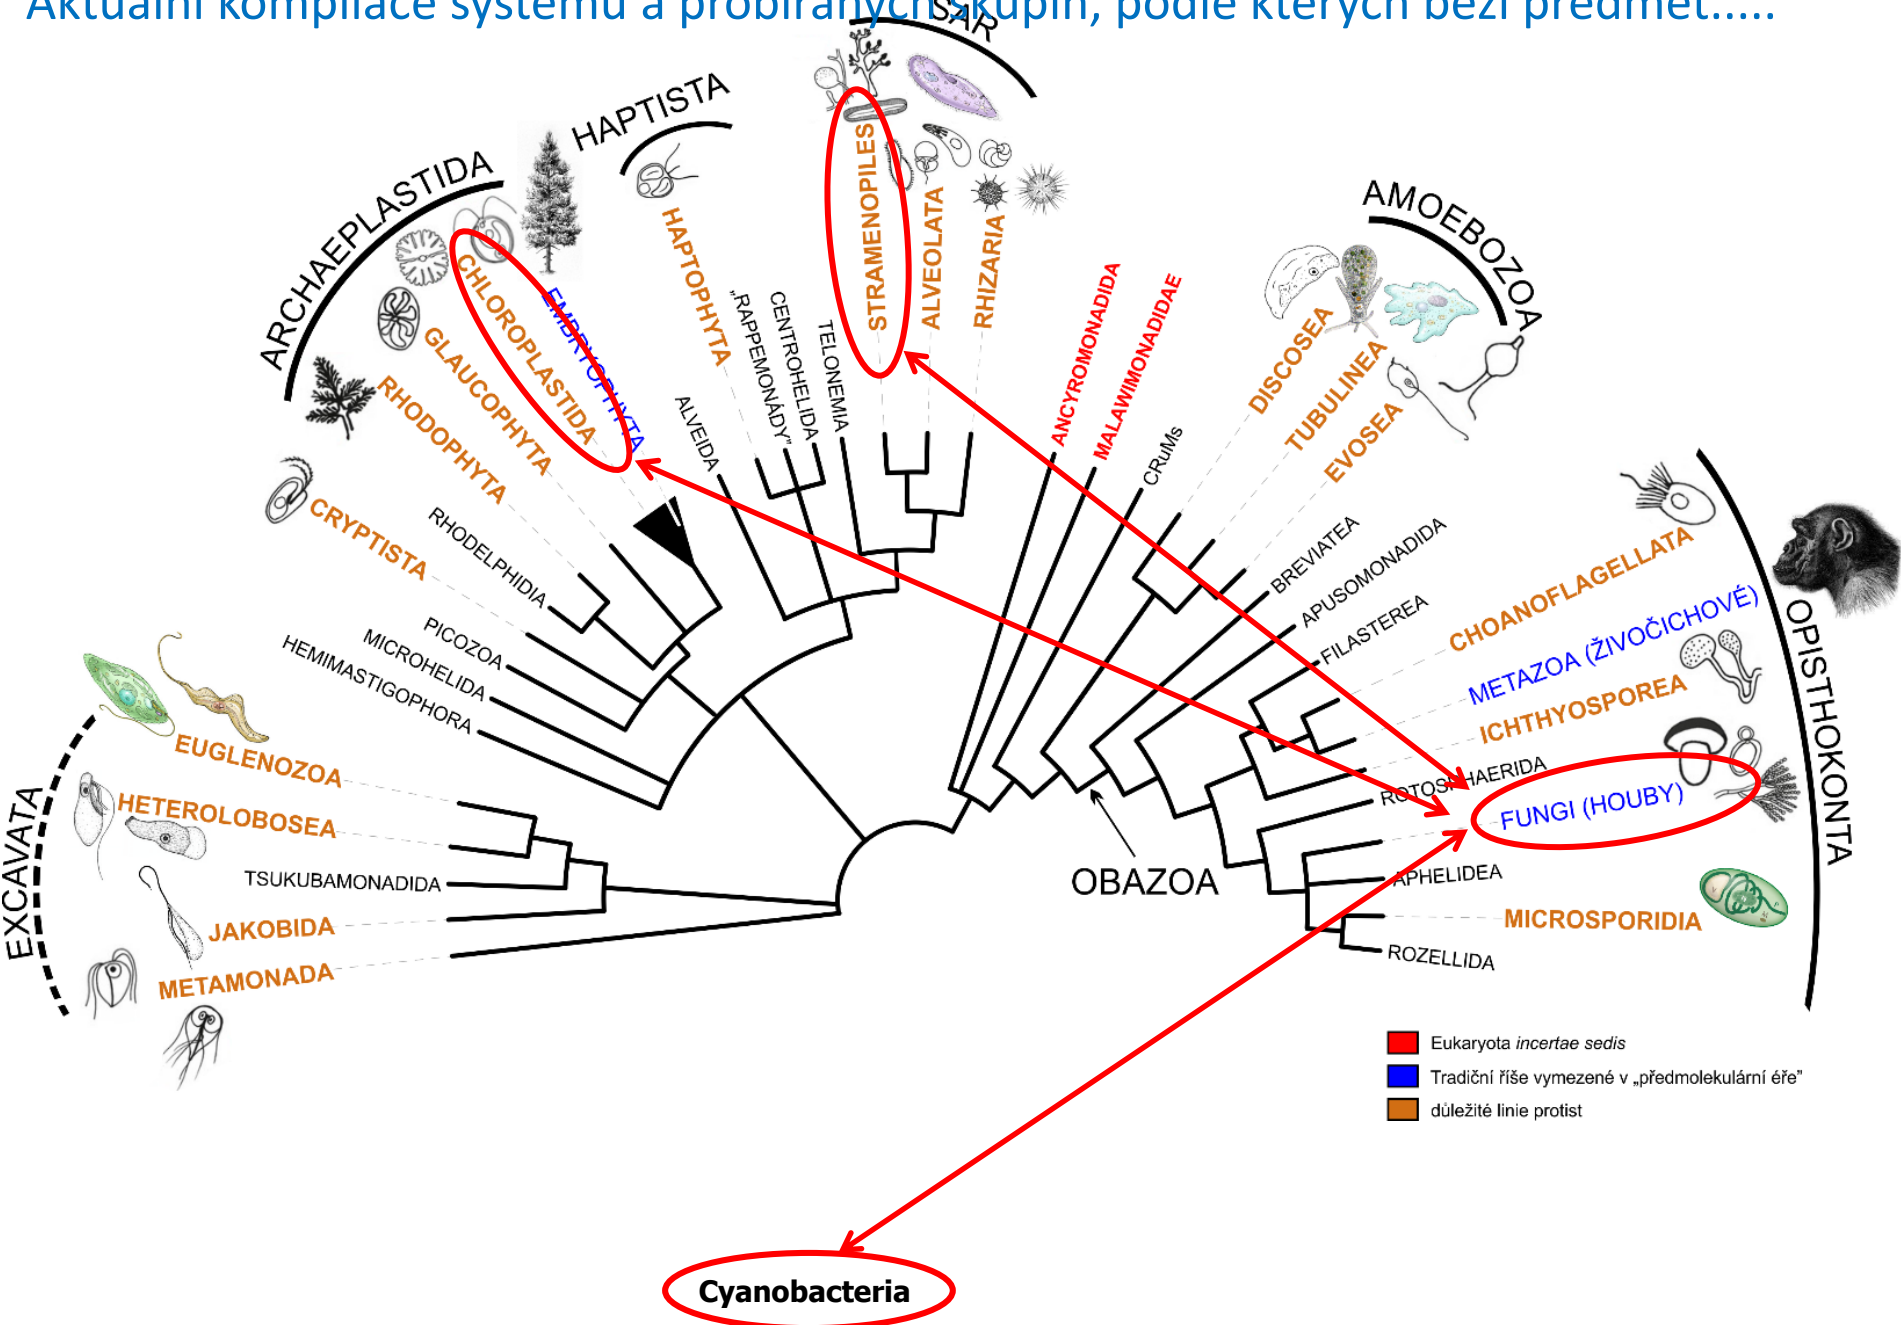 Aktuální kompilace systému a probíraných skupin, podle kterých běží předmět.....
SAR
HAPTISTA
ARCHAEPLASTIDA
AMOEBOZOA
OPISTHOKONTA
EXCAVATA
METAMONADA
JAKOBIDA
TSUKUBAMONADIDA
HETEROLOBOSEA
EUGLENOZOA
HEMIMASTIGOPHORA
MICROHELIDA
PICOZOA
CRYPTISTA
RHODELPHIDIA
RHODOPHYTA
GLAUCOPHYTA
CHLOROPLASTIDA
EMBRYOPHYTA
ALVEIDA
HAPTOPHYTA
„RAPPEMONÁDY”
CENTROHELIDA
TELONEMIA
STRAMENOPILES
ALVEOLATA
RHIZARIA
ANCYROMONADIDA
MALAWIMONADIDAE
CRuMs
DISCOSEA
TUBULINEA
EVOSEA
BREVIATEA
APUSOMONADIDA
FILASTEREA
CHOANOFLAGELLATA
METAZOA (ŽIVOČICHOVÉ)
ICHTHYOSPOREA
ROTOSPHAERIDA
FUNGI (HOUBY)
APHELIDEA
MICROSPORIDIA
ROZELLIDA
OBAZOA
Eukaryota incertae sedis
Tradiční říše vymezené v „předmolekulární éře”
důležité linie protist
Cyanobacteria